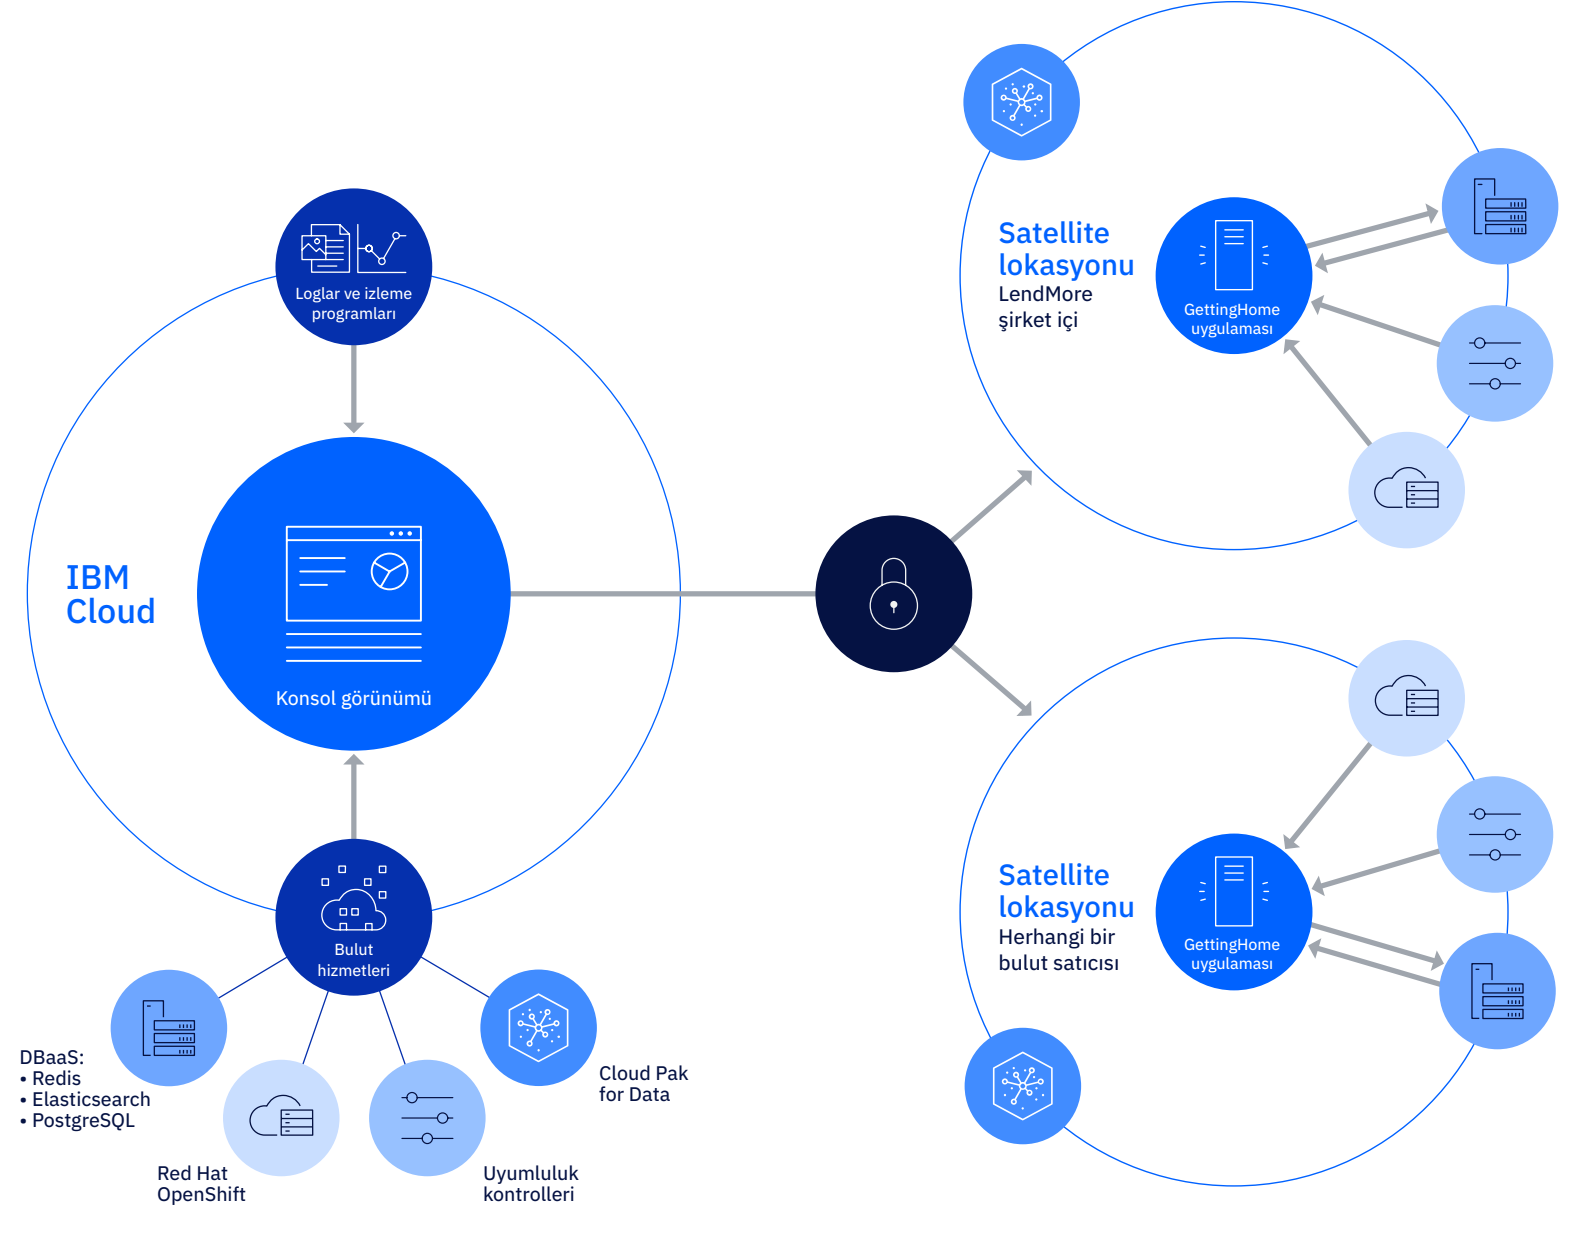 Loglar ve izleme
programları
IBM
Cloud
Konsol görünümü
Bulut
hizmetleri
DBaaS:
• Redis
• Elasticsearch
• PostgreSQL
Red Hat
OpenShift
Uyumluluk
kontrolleri
Cloud Pak
for Data
Satellite
lokasyonu
LendMore
şirket içi
GettingHome
uygulaması
Satellite
lokasyonu
Herhangi bir
bulut satıcısı
GettingHome
uygulaması